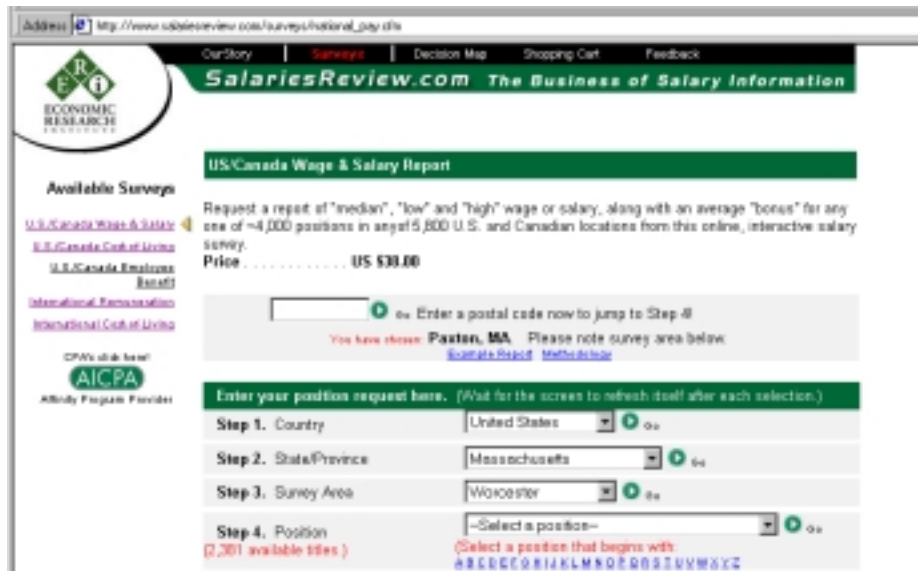 Address http://www.salariesreview.com/surveys/national_pay.cfm
OurStory | Surveys | Decision Map Shopping Cart Feedback
ERI
ECONOMIC
RESEARCH
INSTITUTE
SalariesReview.com The Business of Salary Information
US/Canada Wage & Salary Report
Available Surveys
U.S./Canada Wage & Salary
U.S./Canada Cost of Living
U.S./Canada Employee
Benefit
International Remuneration
International Cost of Living
CPA's click here!
AICPA
Affinity Program Provider
Request a report of "median", "low" and "high" wage or salary, along with an average "bonus" for any
one of ~4,000 positions in anyof 5,800 U.S. and Canadian locations from this online, interactive salary
survey.
Price . . . . . . . . . . . . US $38.00
Go Enter a postal code now to jump to Step 4!
You have chosen: Paxton, MA. Please note survey area below.
Example Report Methodology
Enter your position request here. (Wait for the screen to refresh itself after each selection.)
Step 1. Country United States Go
Step 2. State/Province Massachusetts Go
Step 3. Survey Area Worcester Go
Step 4. Position --Select a position-- Go
(2,381 available titles.) (Select a position that begins with:
A B C D E F G H I J K L M N O P Q R S T U V W X Y Z